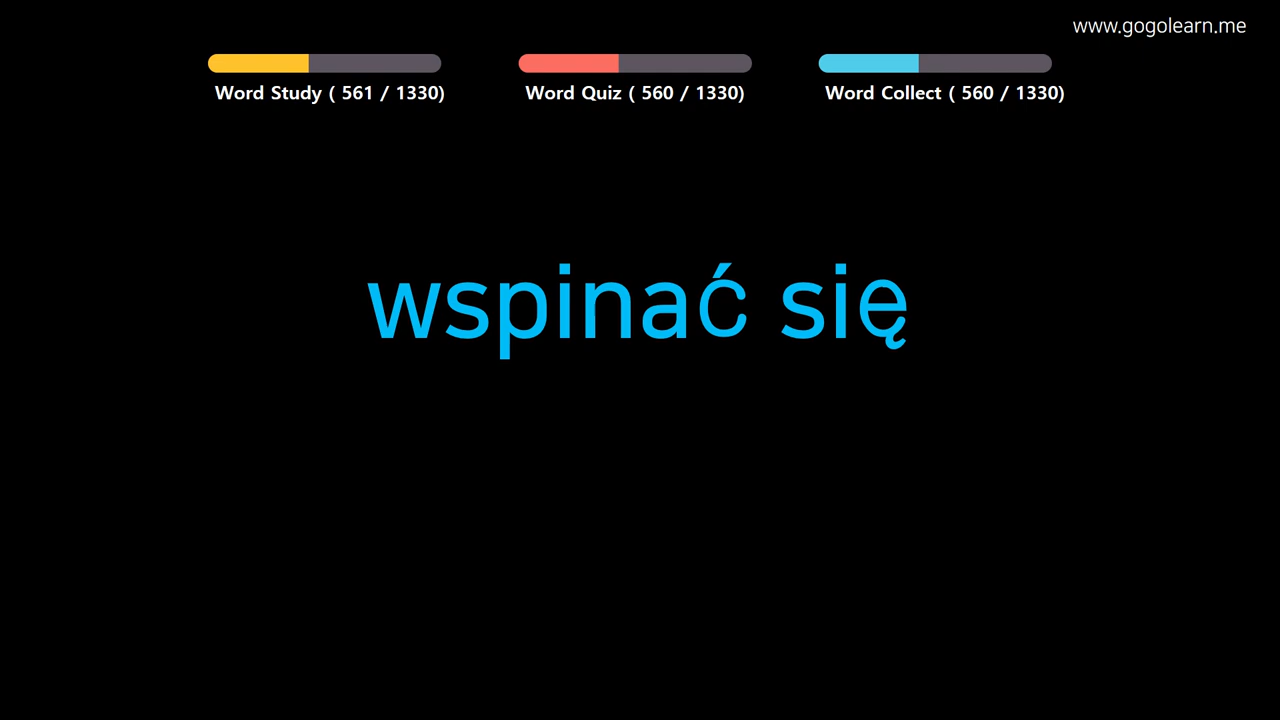 www.gogolearn.me
Word Study ( 561 / 1330)
Word Quiz ( 560 / 1330)
Word Collect ( 560 / 1330)
wspinać się